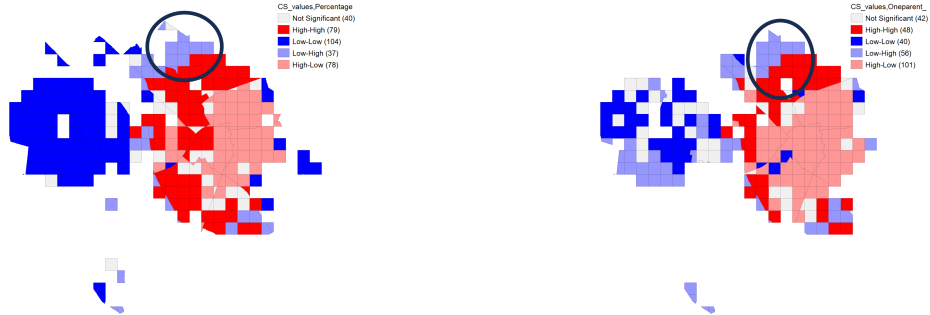 CS_values,Percentage
Not Significant (40)
High-High (79)
Low-Low (104)
Low-High (37)
High-Low (78)
CS_values,Oneparent_
Not Significant (42)
High-High (48)
Low-Low (40)
Low-High (56)
High-Low (101)